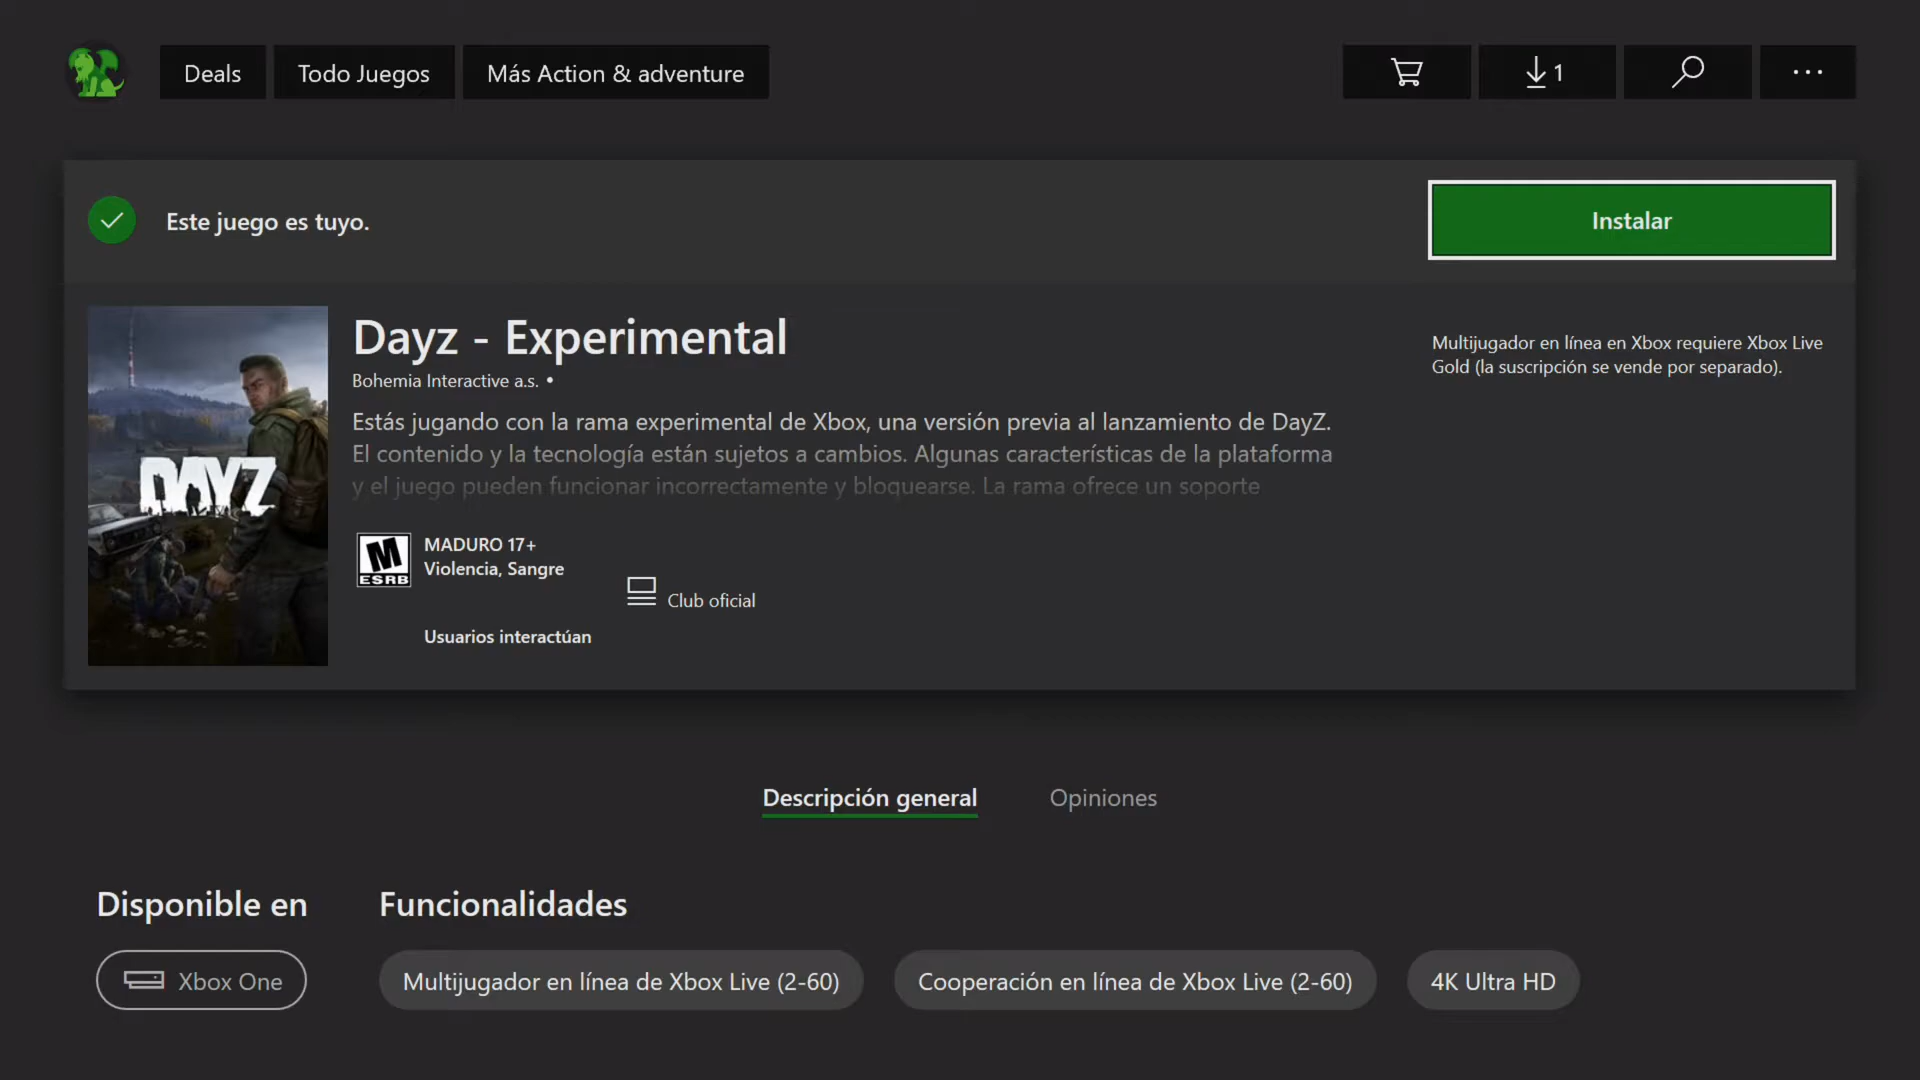 Deals
Todo Juegos
Más Action & adventure
1
Este juego es tuyo.
Instalar
DAYZ
Dayz - Experimental
Bohemia Interactive a.s. •
Estás jugando con la rama experimental de Xbox, una versión previa al lanzamiento de DayZ.
El contenido y la tecnología están sujetos a cambios. Algunas características de la plataforma
y el juego pueden funcionar incorrectamente y bloquearse. La rama ofrece un soporte
Multijugador en línea en Xbox requiere Xbox Live
Gold (la suscripción se vende por separado).
M
ESRB
MADURO 17+
Violencia, Sangre
Club oficial
Usuarios interactúan
Descripción general
Opiniones
Disponible en
Funcionalidades
Xbox One
Multijugador en línea de Xbox Live (2-60)
Cooperación en línea de Xbox Live (2-60)
4K Ultra HD